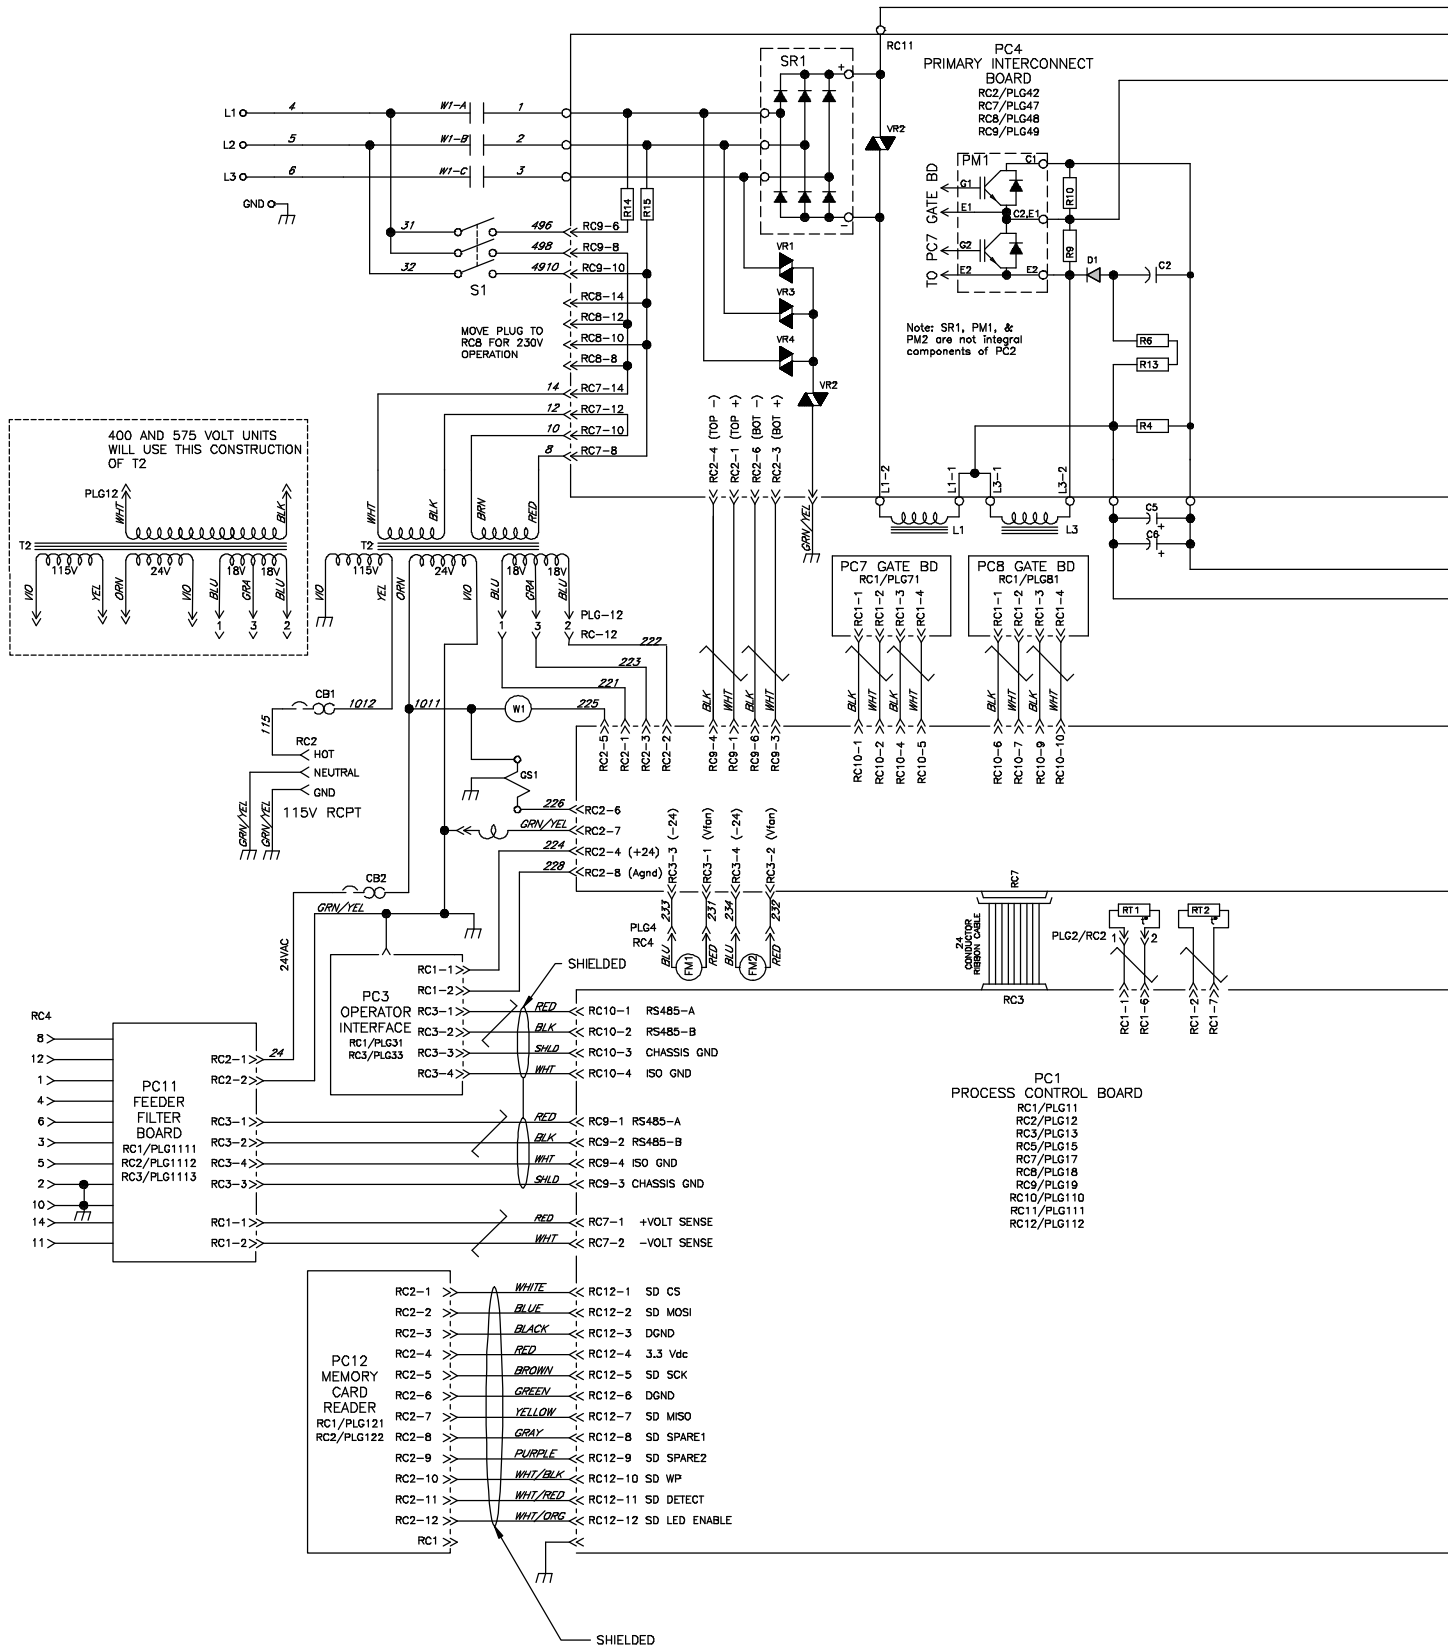 RC11
PC4
PRIMARY INTERCONNECT
BOARD
RC2/PLG42
RC7/PLG47
RC8/PLG48
RC9/PLG49
SR1
+
-
VR2
L1
4
W1-A
1
L2
5
W1-B
2
L3
6
W1-C
3
GND
R14
R15
31
496
RC9-6
498
RC9-8
32
4910
RC9-10
S1
RC8-14
RC8-12
RC8-10
RC8-8
MOVE PLUG TO
RC8 FOR 230V
OPERATION
14
RC7-14
12
RC7-12
10
RC7-10
8
RC7-8
VR1
VR3
VR4
VR2
PM1
C1
G1
E1
C2,E1
G2
E2
E2
TO PC7 GATE BD
R10
R9
D1
C2
R6
R13
R4
Note: SR1, PM1, &
PM2 are not integral
components of PC2
RC2-4 (TOP -)
RC2-1 (TOP +)
RC2-6 (BOT -)
RC2-3 (BOT +)
GRN/YEL
L1-2
L1-1
L3-1
L3-2
L1
L3
C5
+
C6
+
400 AND 575 VOLT UNITS
WILL USE THIS CONSTRUCTION
OF T2
PLG12
WHT
BLK
T2
115V
24V
18V
18V
VIO
YEL
ORN
VIO
BLU
GRA
BLU
1
3
2
WHT
BLK
BRN
RED
T2
115V
24V
18V
18V
VIO
YEL
ORN
VIO
BLU
GRA
BLU
1
3
2
PLG-12
RC-12
222
223
221
PC7 GATE BD
RC1/PLG71
RC1-1
RC1-2
RC1-3
RC1-4
PC8 GATE BD
RC1/PLG81
RC1-1
RC1-2
RC1-3
RC1-4
BLK
WHT
BLK
WHT
BLK
WHT
BLK
WHT
BLK
WHT
BLK
WHT
CB1
1012
1011
W1
225
115
RC2
HOT
NEUTRAL
GND
115V RCPT
GRN/YEL
GRN/YEL
GS1
RC2-5
RC2-1
RC2-3
RC2-2
RC9-4
RC9-1
RC9-6
RC9-3
RC10-1
RC10-2
RC10-4
RC10-5
RC10-6
RC10-7
RC10-9
RC10-10
226
RC2-6
GRN/YEL
RC2-7
224
RC2-4 (+24)
228
RC2-8 (Agnd)
RC3-3 (-24)
RC3-1 (Vfan)
RC3-4 (-24)
RC3-2 (Vfan)
233
231
234
232
PLG4
RC4
BLU
RED
BLU
RED
FM1
FM2
CB2
GRN/YEL
24VAC
RC7
24
CONDUCTOR
RIBBON CABLE
RC3
RT1
t°
RT2
t°
PLG2/RC2
1
2
RC1-1
RC1-6
RC1-2
RC1-7
PC3
OPERATOR
INTERFACE
RC1/PLG31
RC3/PLG33
RC1-1
RC1-2
RC3-1
RC3-2
RC3-3
RC3-4
SHIELDED
RED
RC10-1 RS485-A
BLK
RC10-2 RS485-B
SHLD
RC10-3 CHASSIS GND
WHT
RC10-4 ISO GND
RC4
8
12
1
4
6
3
5
2
10
14
11
PC11
FEEDER
FILTER
BOARD
RC1/PLG1111
RC2/PLG1112
RC3/PLG1113
RC2-1
24
RC2-2
RC3-1
RED
RC9-1 RS485-A
RC3-2
BLK
RC9-2 RS485-B
RC3-4
WHT
RC9-4 ISO GND
RC3-3
SHLD
RC9-3 CHASSIS GND
RC1-1
RED
RC7-1 +VOLT SENSE
RC1-2
WHT
RC7-2 -VOLT SENSE
PC1
PROCESS CONTROL BOARD
RC1/PLG11
RC2/PLG12
RC3/PLG13
RC5/PLG15
RC7/PLG17
RC8/PLG18
RC9/PLG19
RC10/PLG110
RC11/PLG111
RC12/PLG112
PC12
MEMORY
CARD
READER
RC1/PLG121
RC2/PLG122
RC2-1 WHITE RC12-1 SD CS
RC2-2 BLUE RC12-2 SD MOSI
RC2-3 BLACK RC12-3 DGND
RC2-4 RED RC12-4 3.3 Vdc
RC2-5 BROWN RC12-5 SD SCK
RC2-6 GREEN RC12-6 DGND
RC2-7 YELLOW RC12-7 SD MISO
RC2-8 GRAY RC12-8 SD SPARE1
RC2-9 PURPLE RC12-9 SD SPARE2
RC2-10 WHT/BLK RC12-10 SD WP
RC2-11 WHT/RED RC12-11 SD DETECT
RC2-12 WHT/ORG RC12-12 SD LED ENABLE
RC1
SHIELDED